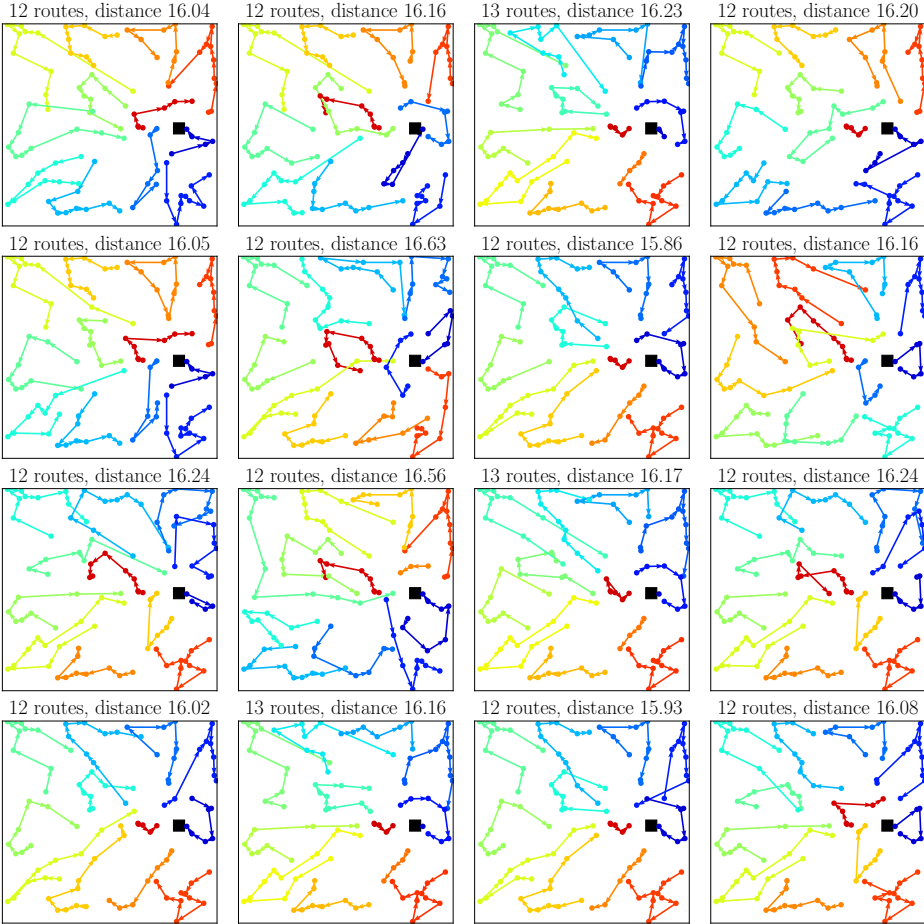 12 routes, distance 16.04
12 routes, distance 16.16
13 routes, distance 16.23
12 routes, distance 16.20
12 routes, distance 16.05
12 routes, distance 16.63
12 routes, distance 15.86
12 routes, distance 16.16
12 routes, distance 16.24
12 routes, distance 16.56
13 routes, distance 16.17
12 routes, distance 16.24
12 routes, distance 16.02
13 routes, distance 16.16
12 routes, distance 15.93
12 routes, distance 16.08